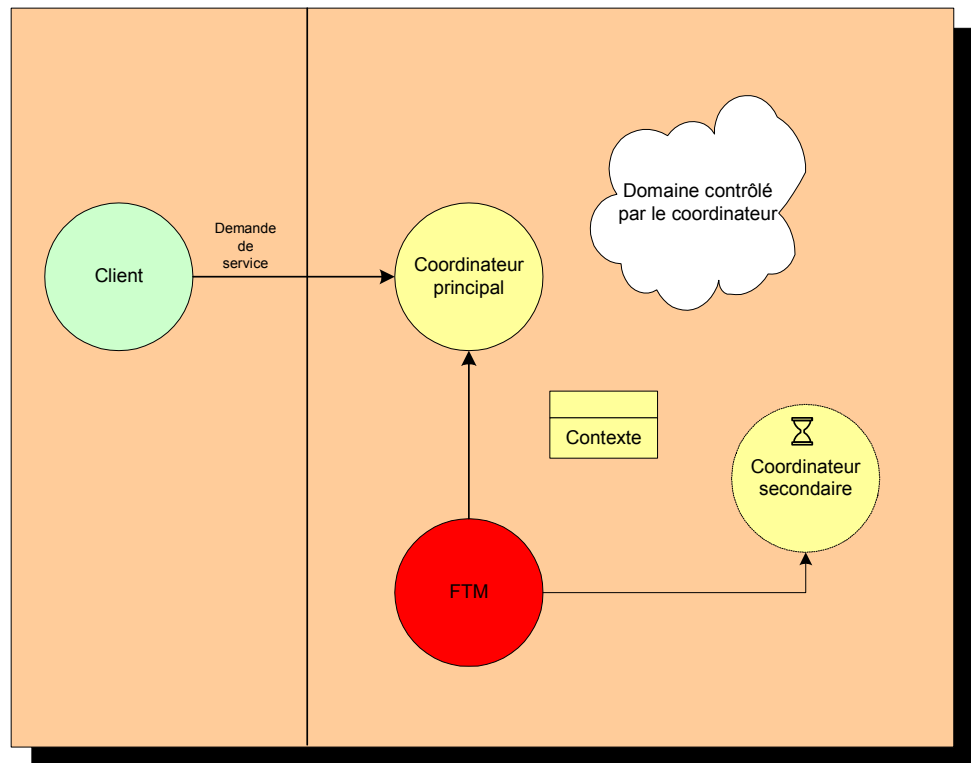 Domaine contrôlé
par le coordinateur
Demande
de
service
Client
Coordinateur
principal
Contexte
Coordinateur
secondaire
FTM